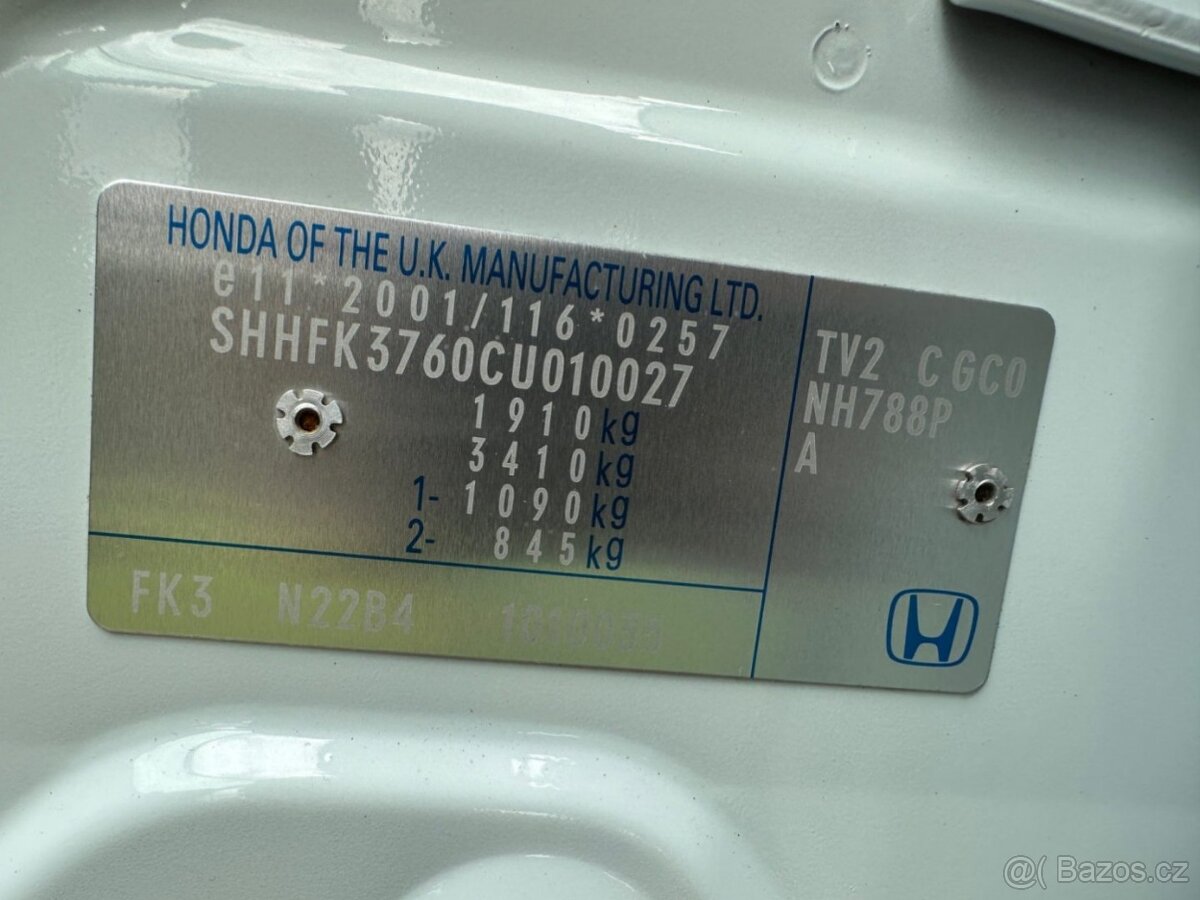 HONDA OF THE U.K. MANUFACTURING LTD.
e11*2001/116*0257
SHHFK3760CU010027
1910kg
3410kg
1- 1090kg
2- 845kg
FK3 N22B4
TV2 C GC0
NH788P
A
@( Bazos.cz